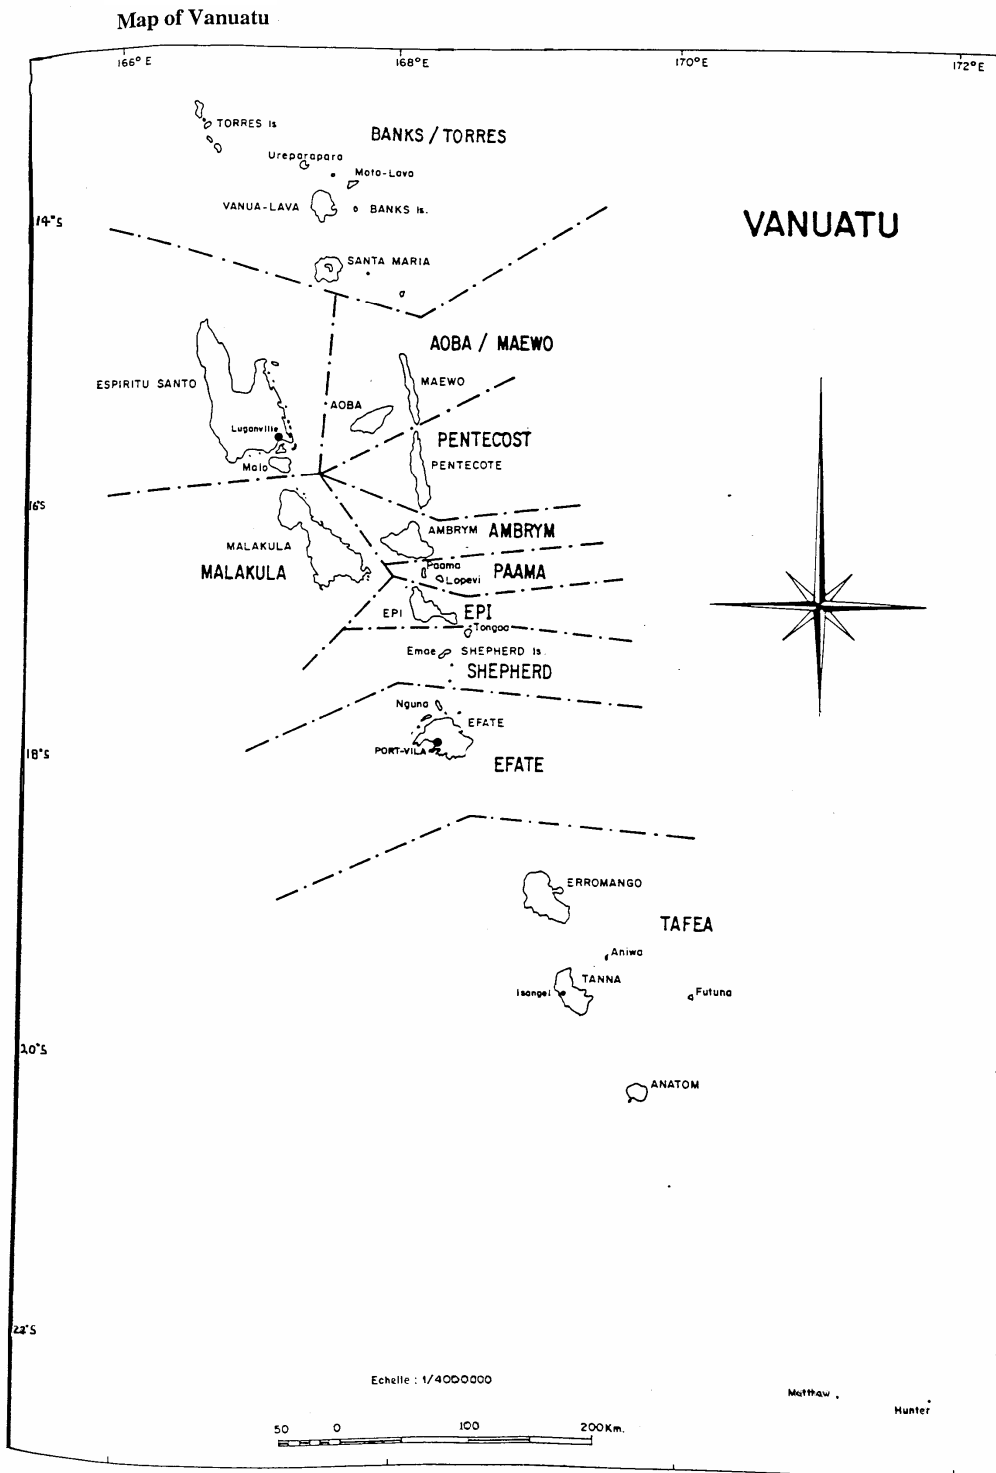 Map of Vanuatu
166° E
168°E
170°E
172°E
TORRES Is
BANKS / TORRES
Ureparapara
Mota-Lava
VANUA-LAVA
BANKS Is.
14°S
VANUATU
SANTA MARIA
AOBA / MAEWO
ESPIRITU SANTO
MAEWO
AOBA
Luganville
PENTECOST
Malo
PENTECOTE
16°S
AMBRYM
AMBRYM
MALAKULA
MALAKULA
Paama
PAAMA
Lopevi
EPI
EPI
Tongoa
Emae
SHEPHERD Is.
SHEPHERD
Nguna
EFATE
PORT-VILA
18°S
EFATE
ERROMANGO
TAFEA
Aniwa
TANNA
Isangel
Futuna
20°S
ANATOM
22°S
Echelle : 1/4000000
Matthaw
Hunter
50 0 100 200Km.